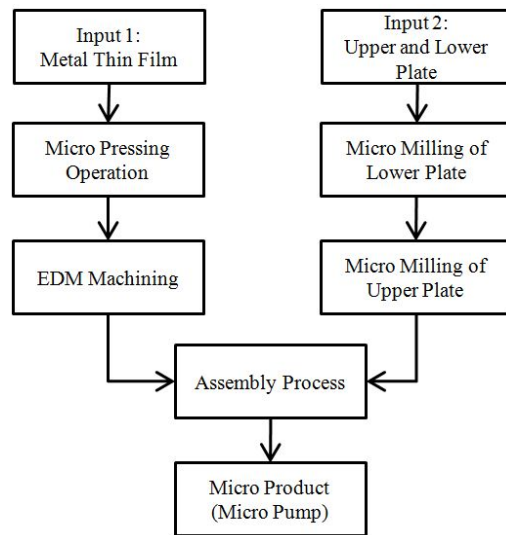 Input 1:
Metal Thin Film
Input 2:
Upper and Lower
Plate
Micro Pressing
Operation
Micro Milling of
Lower Plate
EDM Machining
Micro Milling of
Upper Plate
Assembly Process
Micro Product
(Micro Pump)